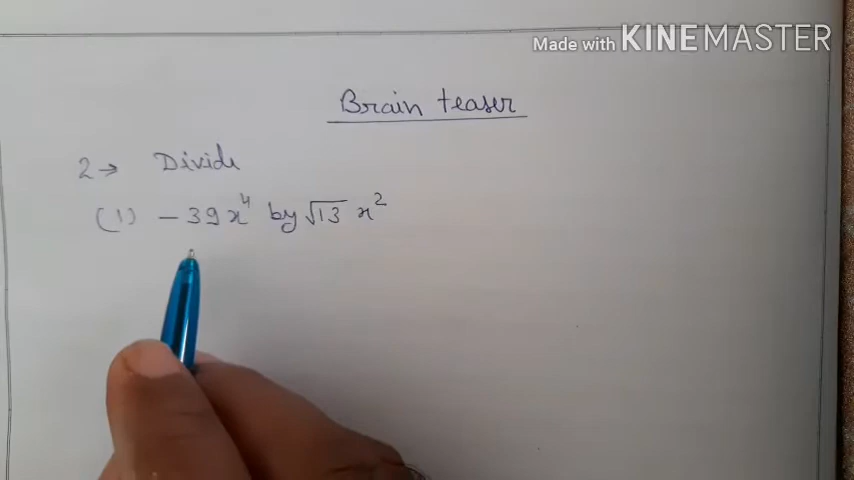 Made with KINEMASTER
Brain teaser
2→ Divide
(1) -39x⁴ by √13 x²